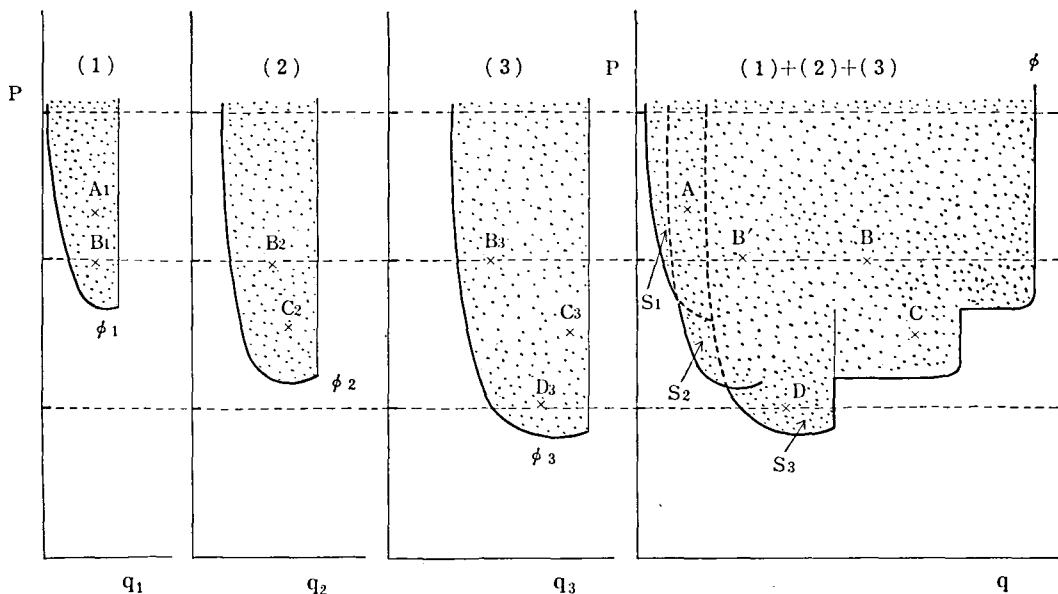 (1) (2) (3) P (1)+(2)+(3) ϕ
P
A1 A
B1 B2 B3 B′ B
S1
C2 C3 C
ϕ1
ϕ2 S2
D3 D
ϕ3 S3
q1 q2 q3 q